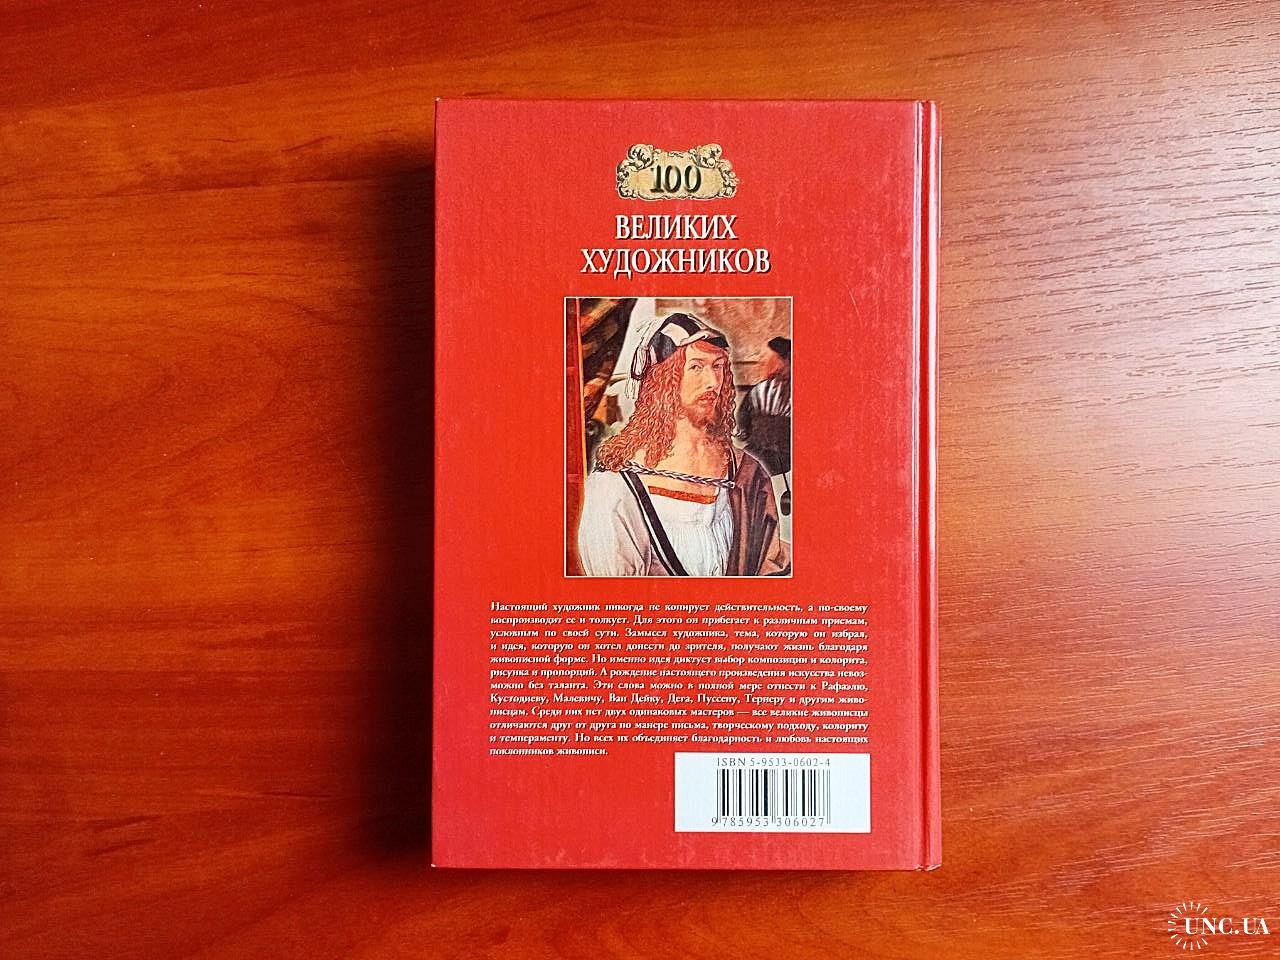 100
ВЕЛИКИХ
ХУДОЖНИКОВ
Настоящий художник никогда не копирует действительность, а по-своему
воспроизводит ее и толкует. Для этого он прибегает к различным приемам,
условным по своей сути. Замысел художника, тема, которую он избрал,
и идея, которую он хотел донести до зрителя, получают жизнь благодаря
живописной форме. Но именно идея диктует выбор композиции и колорита,
рисунка и пропорций. А рождение настоящего произведения искусства невоз-
можно без таланта. Эти слова можно в полной мере отнести к Рафаэлю,
Кустодиеву, Малевичу, Ван Дейку, Дега, Пуссену, Тернеру и другим живо-
писцам. Среди них нет двух одинаковых мастеров — все великие живописцы
отличаются друг от друга по манере письма, творческому подходу, колориту
и темпераменту. Но всех их объединяет благодарность и любовь настоящих
поклонников живописи.
ISBN 5-9533-0602-4
9 785953 306027
UNC.UA